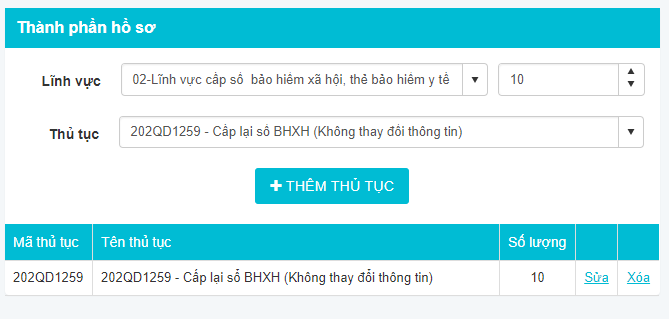 Thành phần hồ sơ
Lĩnh vực 02-Lĩnh vực cấp sổ bảo hiểm xã hội, thẻ bảo hiểm y tế 10
Thủ tục 202QD1259 - Cấp lại sổ BHXH (Không thay đổi thông tin)
+ THÊM THỦ TỤC
Mã thủ tục Tên thủ tục Số lượng
202QD1259 202QD1259 - Cấp lại sổ BHXH (Không thay đổi thông tin) 10 Sửa Xóa